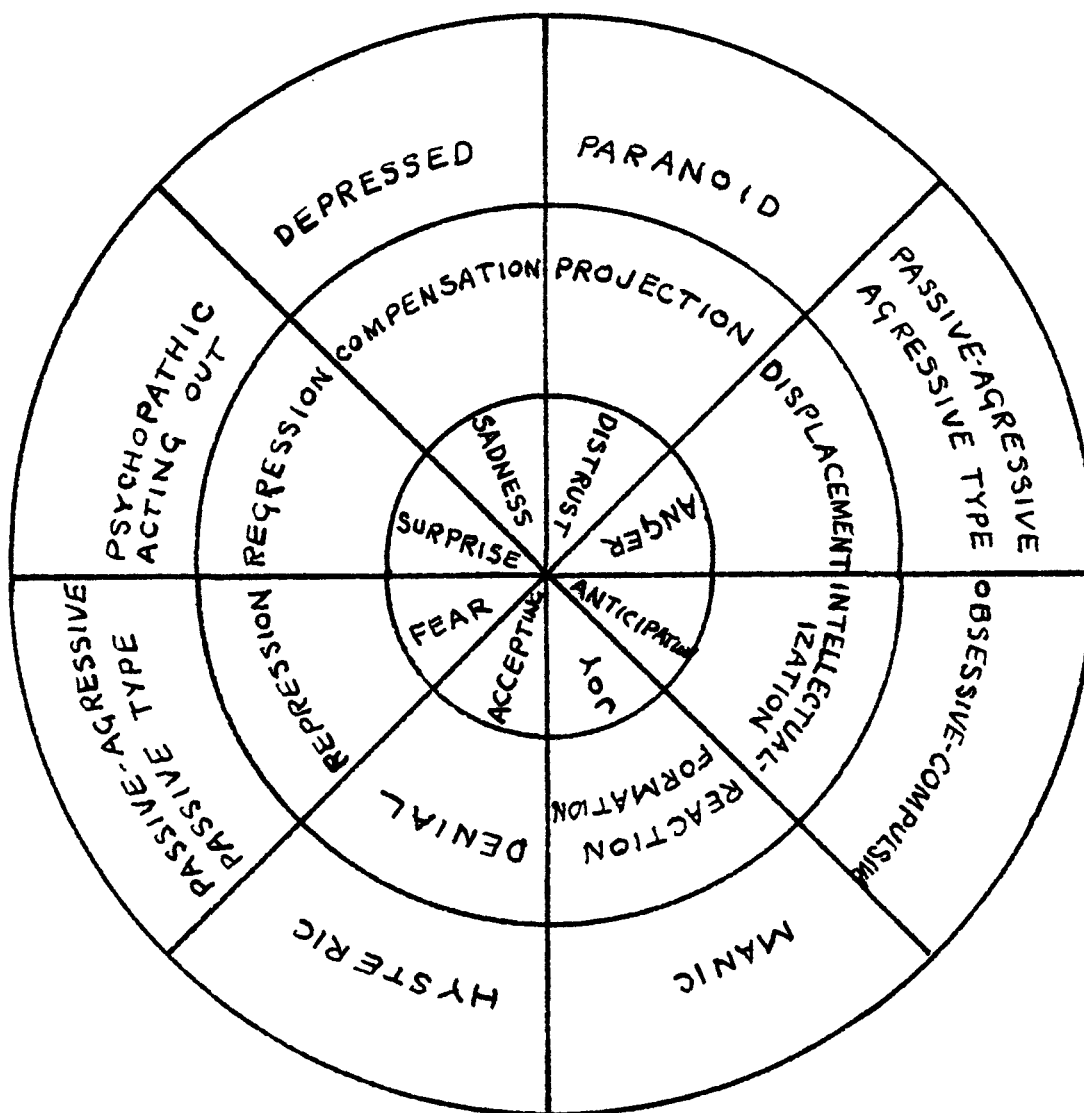 DEPRESSED
PARANOID
PASSIVE-AGRESSIVE
AGRESSIVE TYPE
OBSESSIVE-COMPULSIVE
MANIC
HYSTERIC
PASSIVE-AGRESSIVE
PASSIVE TYPE
PSYCHOPATHIC
ACTING OUT
COMPENSATION
PROJECTION
DISPLACEMENT
INTELLECTUAL-
IZATION
REACTION
FORMATION
DENIAL
REPRESSION
REGRESSION
SADNESS
DISTRUST
ANGER
ANTICIPATION
JOY
ACCEPTING
FEAR
SURPRISE